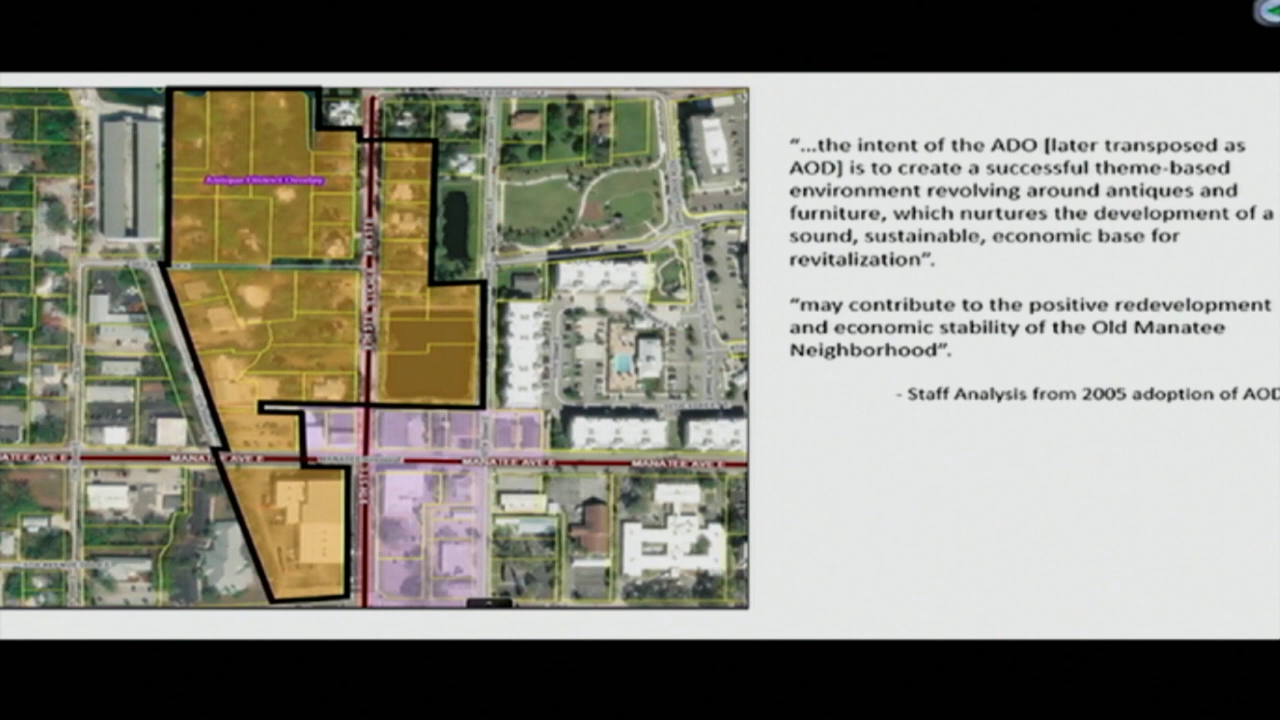 Antique District Overlay
"...the intent of the ADO [later transposed as
AOD] is to create a successful theme-based
environment revolving around antiques and
furniture, which nurtures the development of a
sound, sustainable, economic base for
revitalization".
"may contribute to the positive redevelopment
and economic stability of the Old Manatee
Neighborhood".
- Staff Analysis from 2005 adoption of AOD
MANATEE AVE E
MANATEE AVE E
MANATEE AVE E